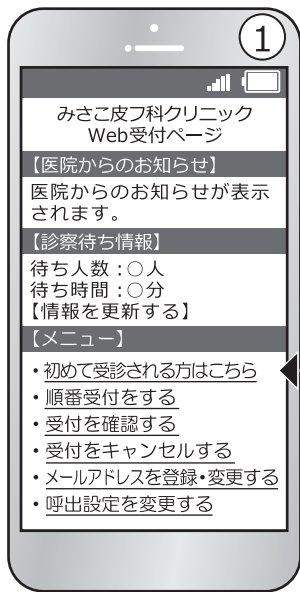 ①
みさこ皮フ科クリニック
Web受付ページ
【医院からのお知らせ】
医院からのお知らせが表示
されます。
【診察待ち情報】
待ち人数:○人
待ち時間:○分
【情報を更新する】
【メニュー】
・初めて受診される方はこちら
・順番受付をする
・受付を確認する
・受付をキャンセルする
・メールアドレスを登録・変更する
・呼出設定を変更する